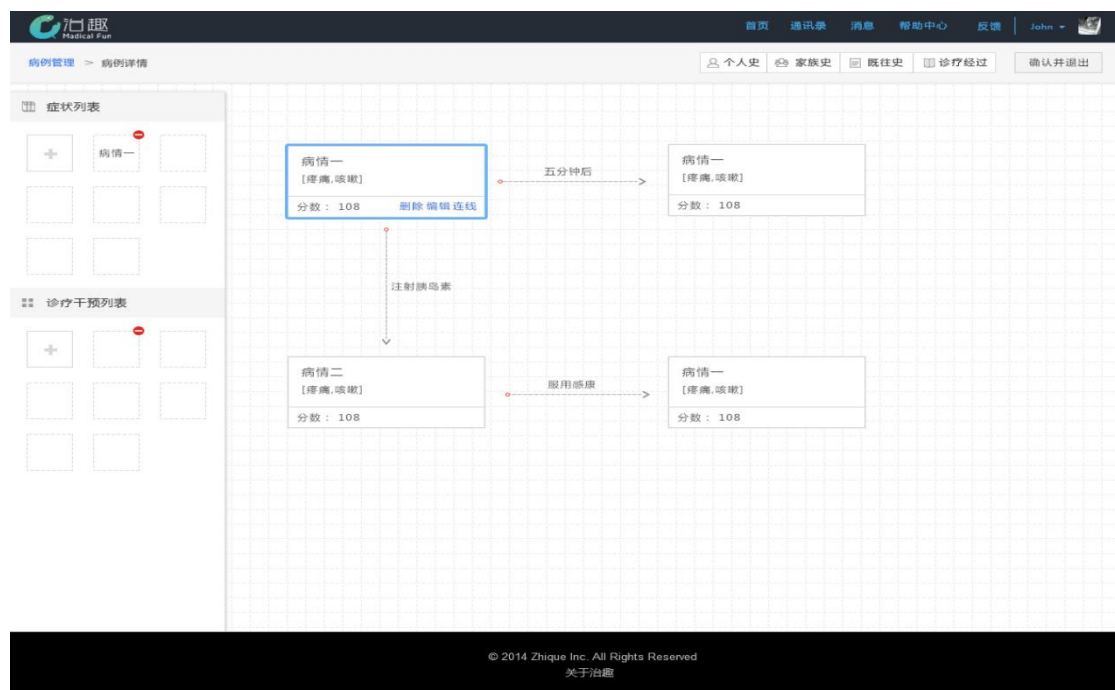 治趣
Madical Fun
首页 通讯录 消息 帮助中心 反馈 John
病例管理 > 病例详情
个人史 家族史 既往史 诊疗经过 确认并退出
症状列表
病情一
病情一
[疼痛,咳嗽]
分数: 108 删除 编辑 连线
五分钟后
病情一
[疼痛,咳嗽]
分数: 108
注射胰岛素
诊疗干预列表
病情二
[疼痛,咳嗽]
分数: 108
服用感康
病情一
[疼痛,咳嗽]
分数: 108
© 2014 Zhique Inc. All Rights Reserved
关于治趣